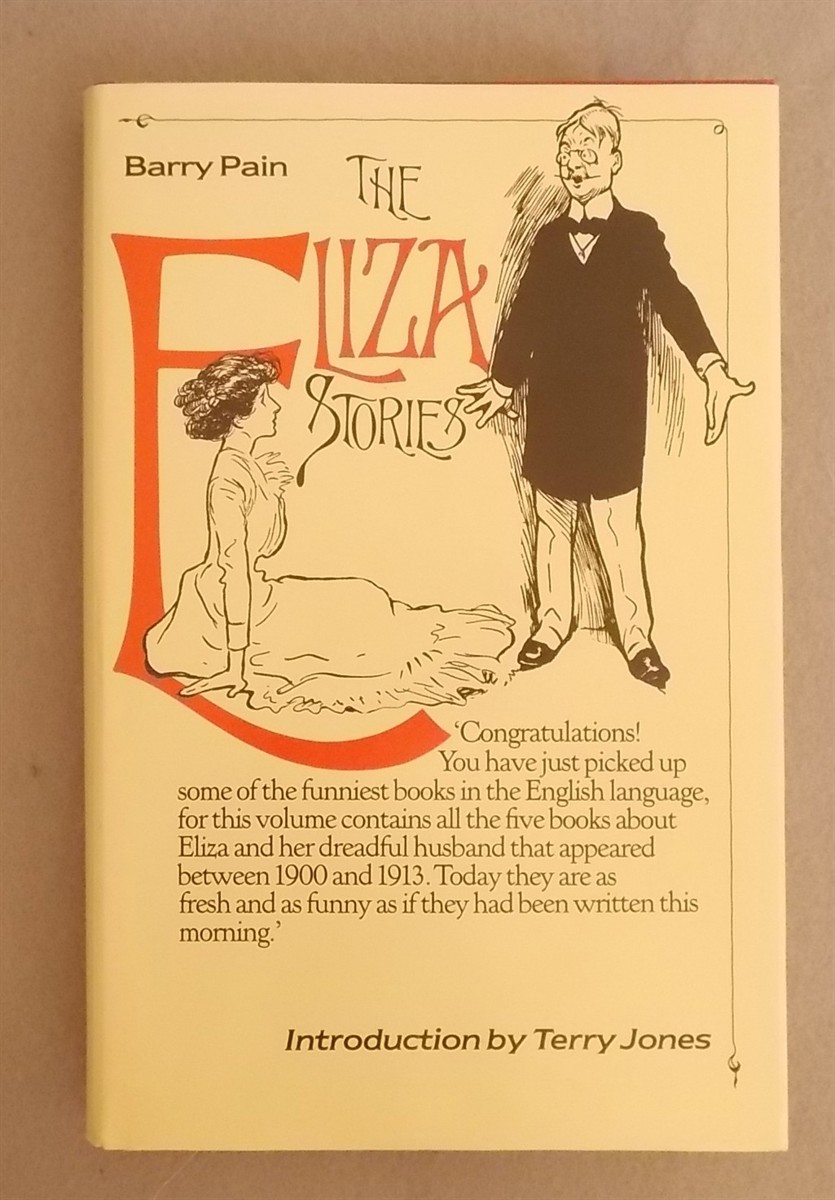 Barry Pain
THE
ELIZA
STORIES
‘Congratulations!
You have just picked up
some of the funniest books in the English language,
for this volume contains all the five books about
Eliza and her dreadful husband that appeared
between 1900 and 1913. Today they are as
fresh and as funny as if they had been written this
morning.’
Introduction by Terry Jones